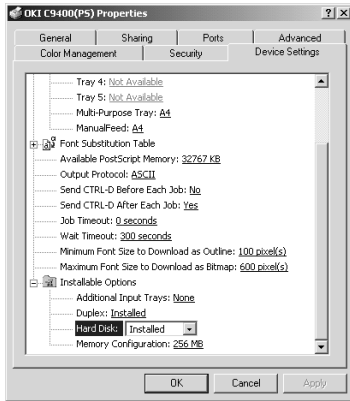 OKI C9400(PS) Properties
General Sharing Ports Advanced
Color Management Security Device Settings
Tray 4: Not Available
Tray 5: Not Available
Multi-Purpose Tray: A4
ManualFeed: A4
Font Substitution Table
Available PostScript Memory: 32767 KB
Output Protocol: ASCII
Send CTRL-D Before Each Job: No
Send CTRL-D After Each Job: Yes
Job Timeout: 0 seconds
Wait Timeout: 300 seconds
Minimum Font Size to Download as Outline: 100 pixel(s)
Maximum Font Size to Download as Bitmap: 600 pixel(s)
Installable Options
Additional Input Trays: None
Duplex: Installed
Hard Disk: Installed
Memory Configuration: 256 MB
OK Cancel Apply